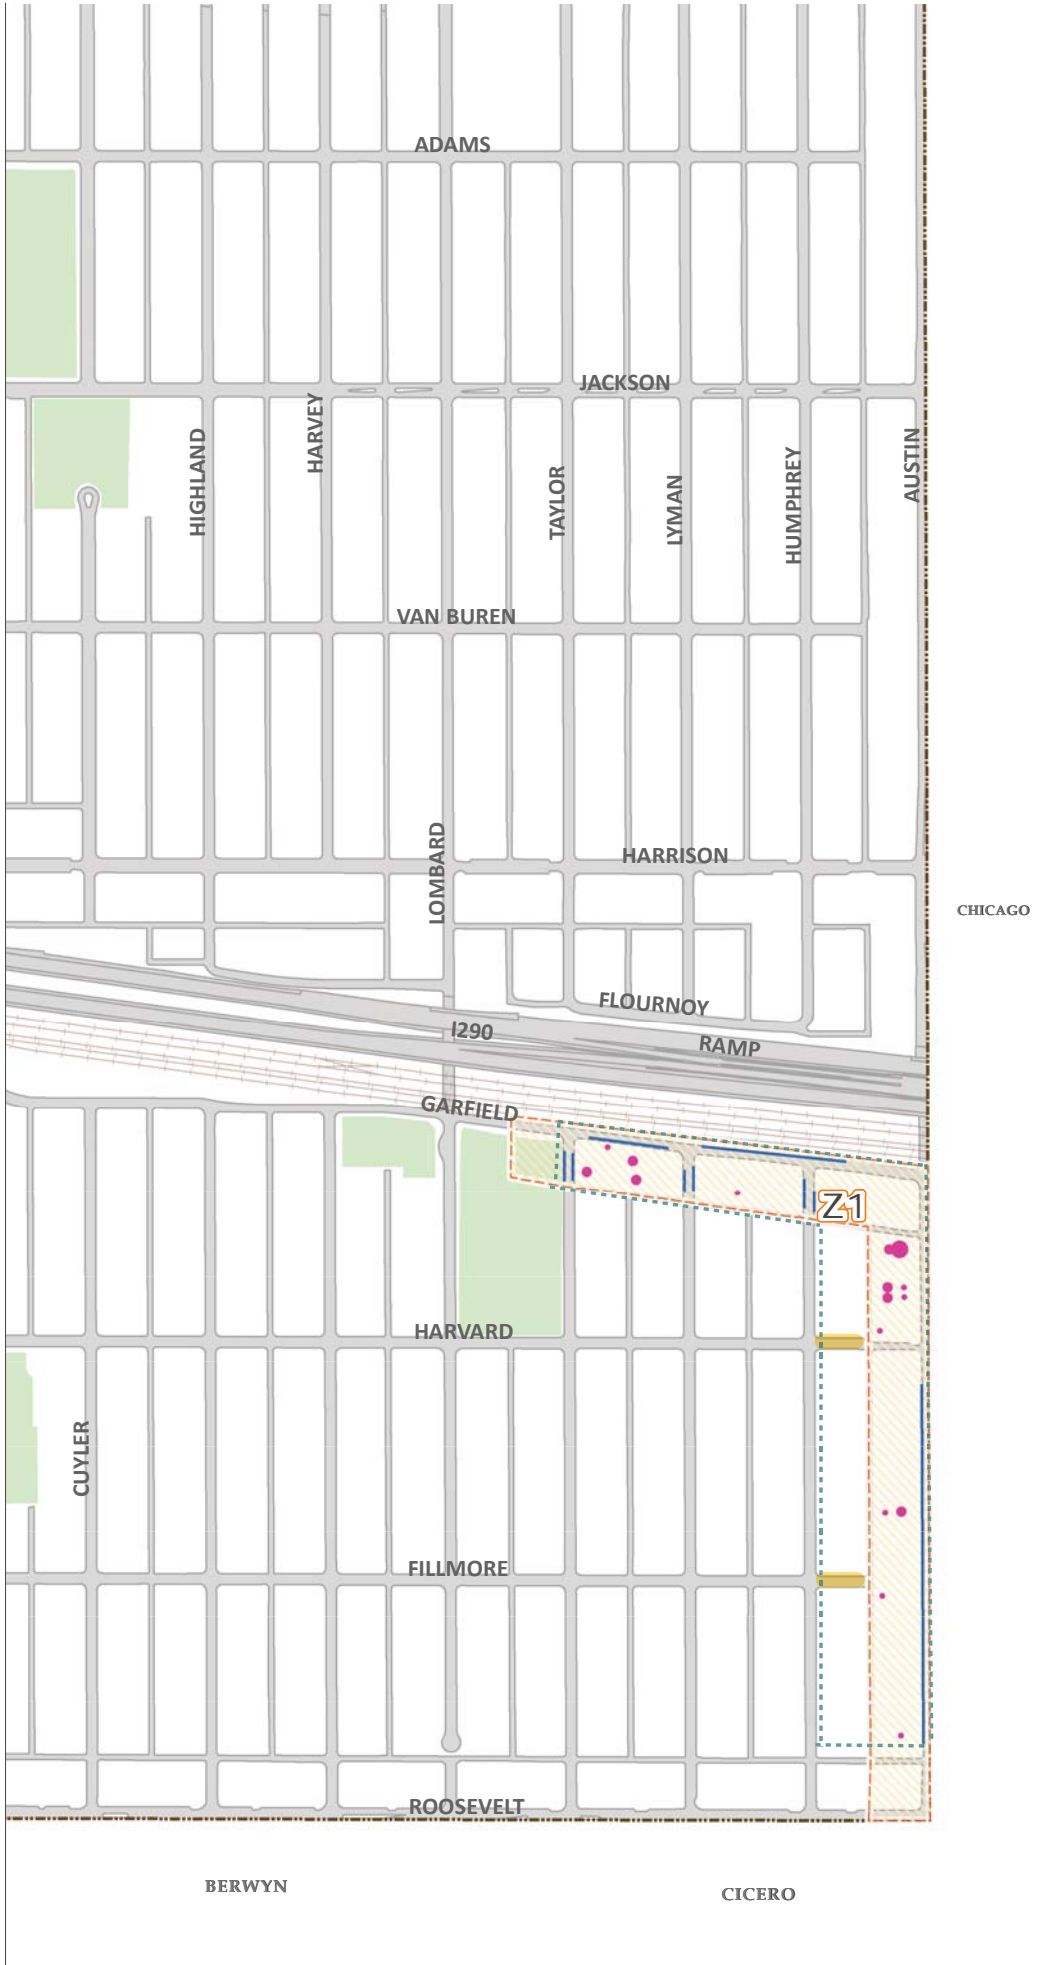 ADAMS
JACKSON
HARVEY
HIGHLAND
TAYLOR
LYMAN
HUMPHREY
AUSTIN
VAN BUREN
LOMBARD
HARRISON
CHICAGO
FLOURNOY
I290
RAMP
GARFIELD
Z1
HARVARD
CUYLER
FILLMORE
ROOSEVELT
BERWYN
CICERO